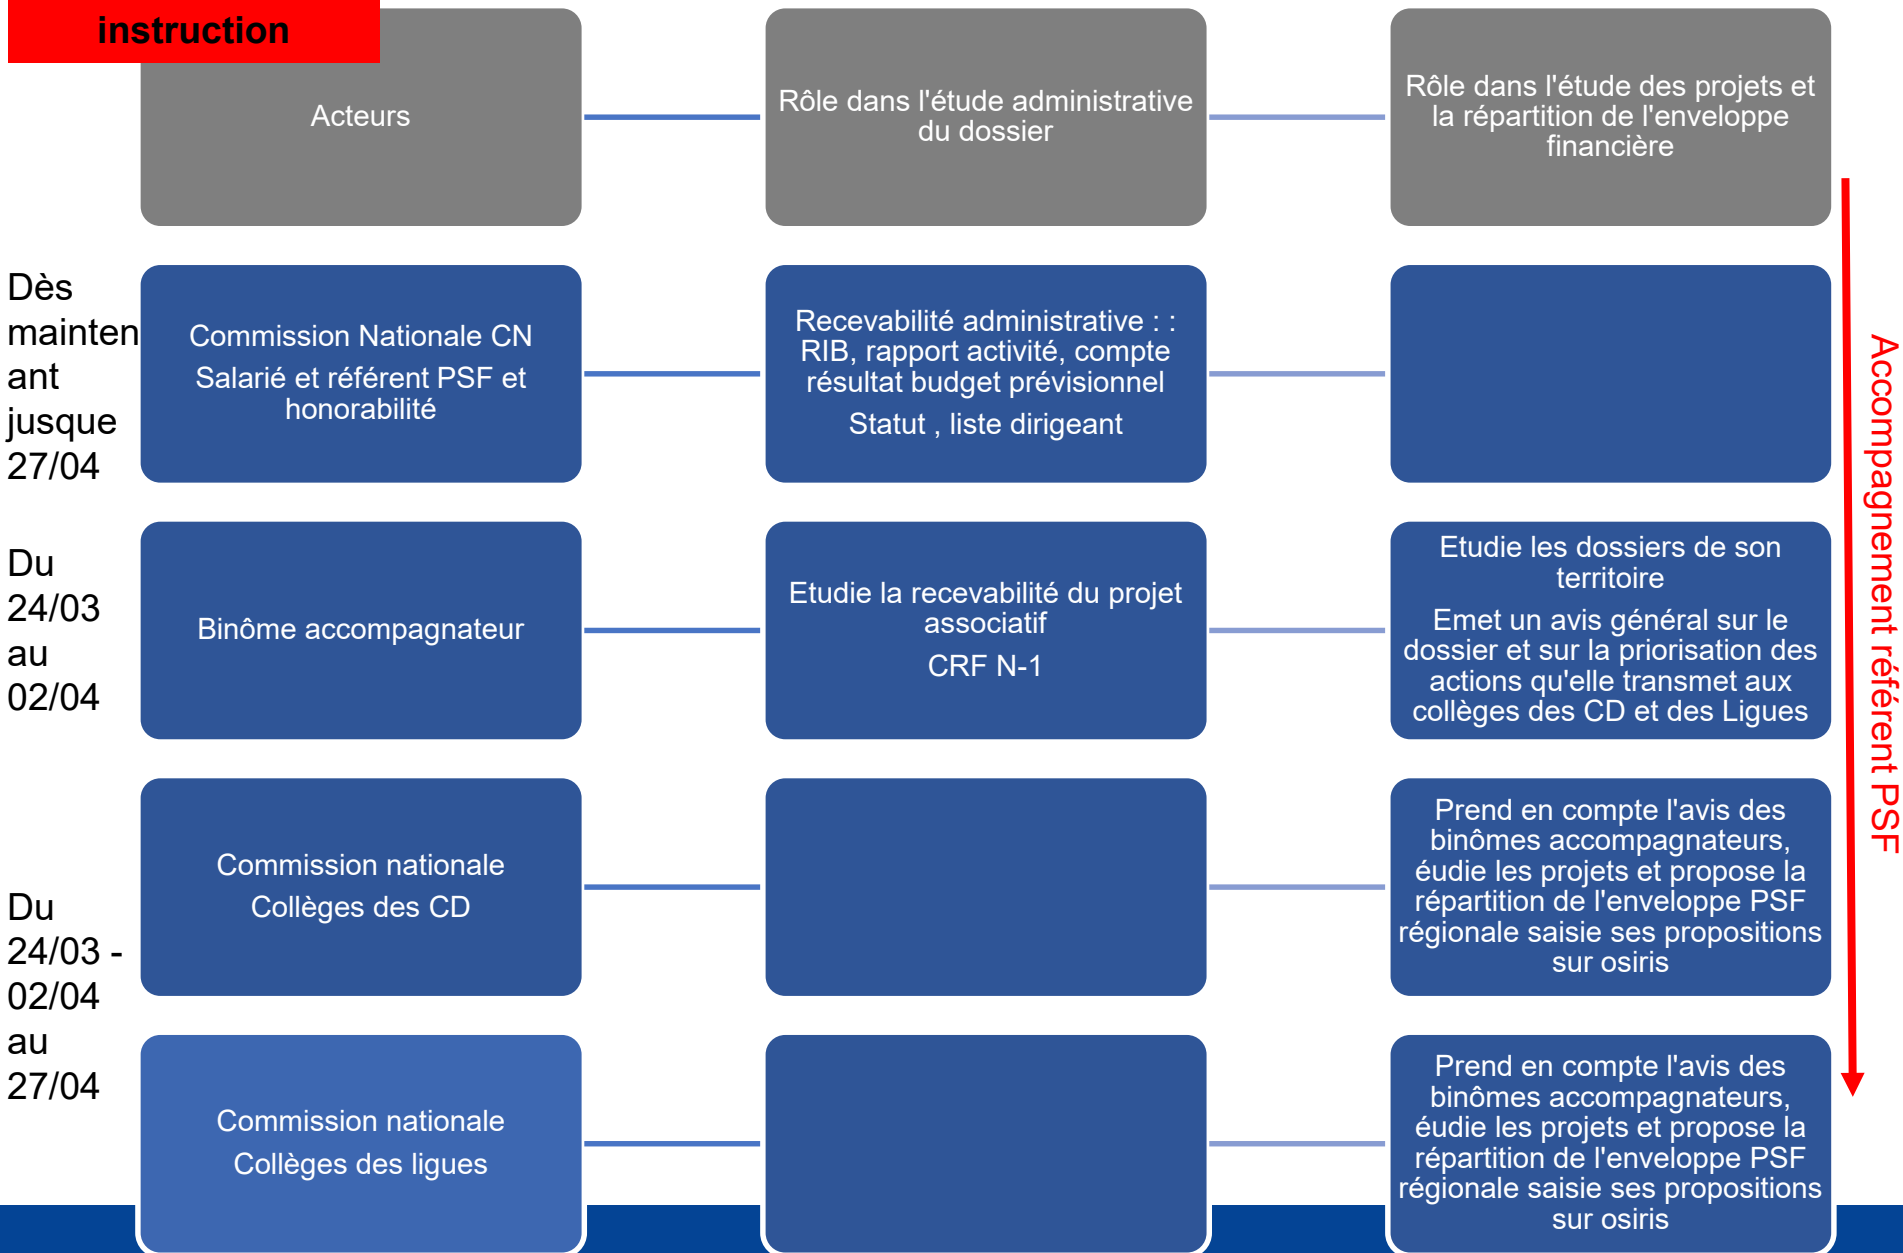 instruction
Acteurs
Rôle dans l'étude administrative
du dossier
Rôle dans l'étude des projets et
la répartition de l'enveloppe
financière
Dès
mainten
ant
jusque
27/04
Commission Nationale CN
Salarié et référent PSF et
honorabilité
Recevabilité administrative : :
RIB, rapport activité, compte
résultat budget prévisionnel
Statut , liste dirigeant
Du
24/03
au
02/04
Binôme accompagnateur
Etudie la recevabilité du projet
associatif
CRF N-1
Etudie les dossiers de son
territoire
Emet un avis général sur le
dossier et sur la priorisation des
actions qu'elle transmet aux
collèges des CD et des Ligues
Du
24/03 -
02/04
au
27/04
Commission nationale
Collèges des CD
Prend en compte l'avis des
binômes accompagnateurs,
éudie les projets et propose la
répartition de l'enveloppe PSF
régionale saisie ses propositions
sur osiris
Commission nationale
Collèges des ligues
Prend en compte l'avis des
binômes accompagnateurs,
éudie les projets et propose la
répartition de l'enveloppe PSF
régionale saisie ses propositions
sur osiris
Accompagnement référent PSF